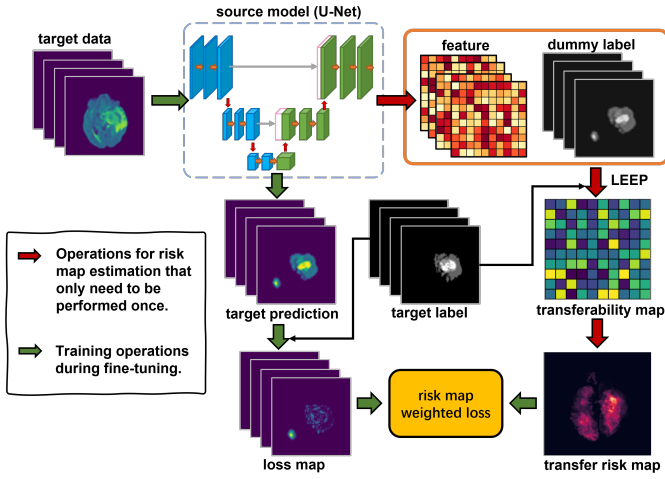 source model (U-Net)
target data
feature
dummy label
LEEP
Operations for risk
map estimation that
only need to be
performed once.
Training operations
during fine-tuning.
target prediction
target label
transferability map
risk map
weighted loss
loss map
transfer risk map